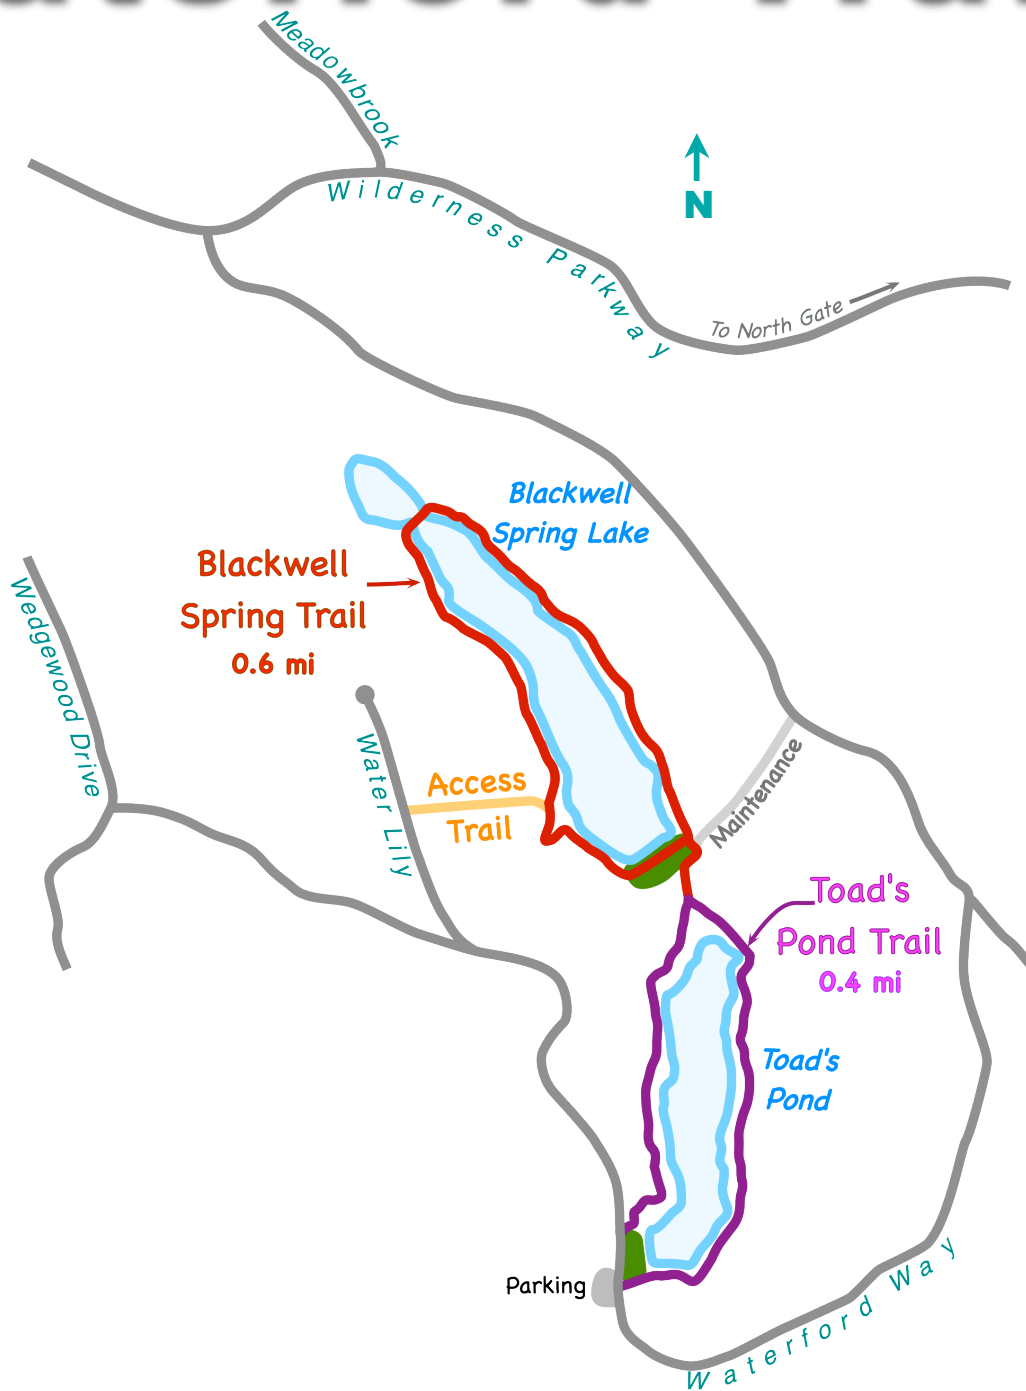 Meadowbrook
Wilderness Parkway
N
To North Gate
Blackwell
Spring Lake
Blackwell
Spring Trail
0.6 mi
Wedgewood Drive
Water Lily
Access
Trail
Maintenance
Toad's
Pond Trail
0.4 mi
Toad's
Pond
Parking
Waterford Way